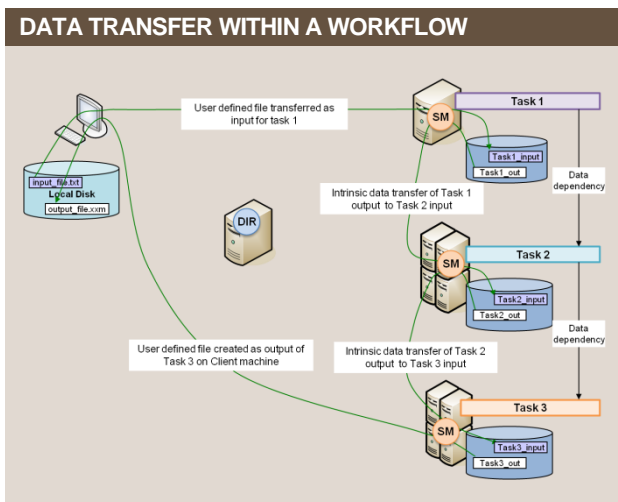 DATA TRANSFER WITHIN A WORKFLOW
User defined file transferred as
input for task 1
SM
Task 1
Task1_input
Task1_out
Data
dependency
input_file.txt
Local Disk
output_file.xxm
Intrinsic data transfer of Task 1
output to Task 2 input
DIR
SM
Task 2
Task2_input
Task2_out
Data
dependency
User defined file created as output of
Task 3 on Client machine
Intrinsic data transfer of Task 2
output to Task 3 input
SM
Task 3
Task3_input
Task3_out